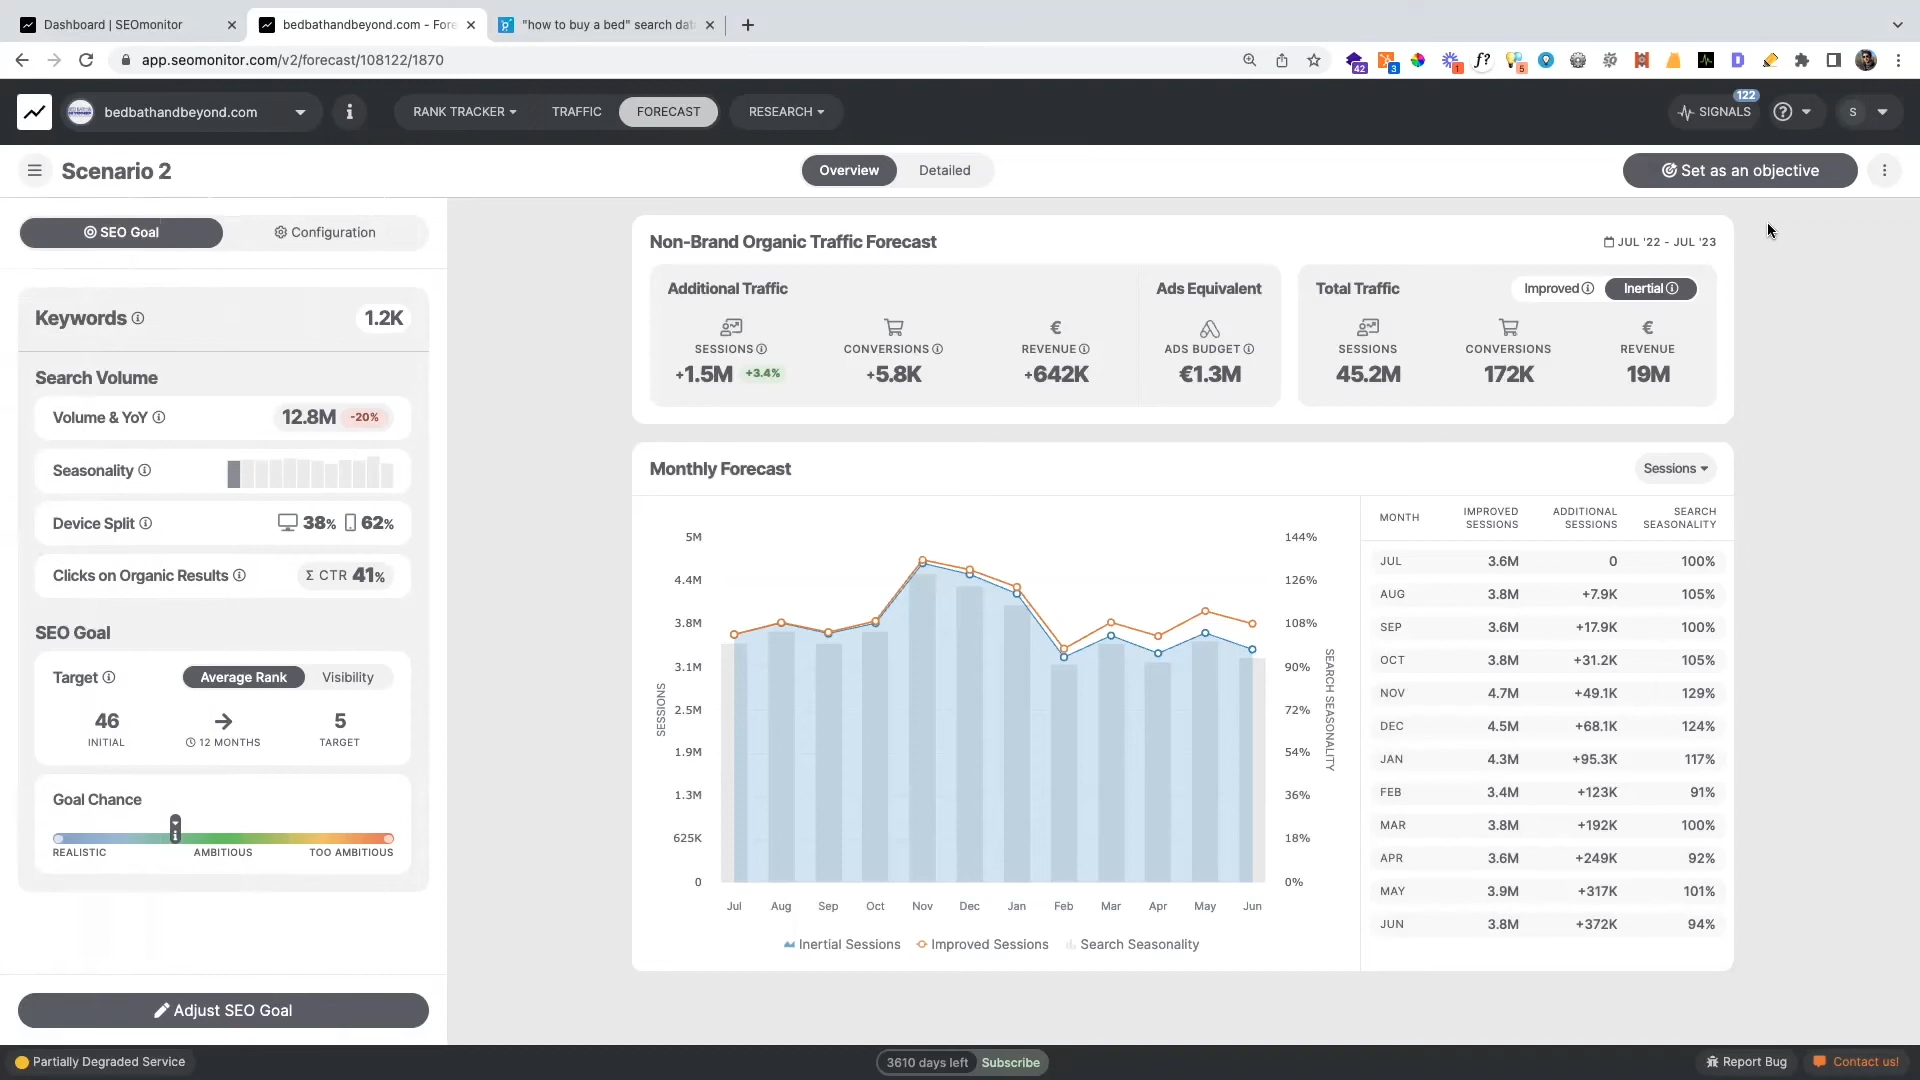 Dashboard | SEOmonitor
bedbathandbeyond.com - Fore
"how to buy a bed" search dat
app.seomonitor.com/v2/forecast/108122/1870
42
3
1
f?
5
D
bedbathandbeyond.com
i
RANK TRACKER
TRAFFIC
FORECAST
RESEARCH
122
SIGNALS
?
S
Scenario 2
Overview
Detailed
Set as an objective
SEO Goal
Configuration
Keywords
1.2K
Search Volume
Volume & YoY
12.8M -20%
Seasonality
Device Split
38% 62%
Clicks on Organic Results
Σ CTR 41%
SEO Goal
Target
Average Rank
Visibility
46
5
INITIAL
12 MONTHS
TARGET
Goal Chance
REALISTIC
AMBITIOUS
TOO AMBITIOUS
Adjust SEO Goal
Non-Brand Organic Traffic Forecast
JUL '22 - JUL '23
Additional Traffic
Ads Equivalent
SESSIONS
CONVERSIONS
€
REVENUE
ADS BUDGET
+1.5M +3.4%
+5.8K
+642K
€1.3M
Total Traffic
Improved
Inertial
€
SESSIONS
CONVERSIONS
REVENUE
45.2M
172K
19M
Monthly Forecast
Sessions
5M
4.4M
3.8M
3.1M
2.5M
1.9M
1.3M
625K
0
SESSIONS
144%
126%
108%
90%
72%
54%
36%
18%
0%
SEARCH SEASONALITY
Jul Aug Sep Oct Nov Dec Jan Feb Mar Apr May Jun
Inertial Sessions
Improved Sessions
Search Seasonality
MONTH
IMPROVED
SESSIONS
ADDITIONAL
SESSIONS
SEARCH
SEASONALITY
JUL 3.6M 0 100%
AUG 3.8M +7.9K 105%
SEP 3.6M +17.9K 100%
OCT 3.8M +31.2K 105%
NOV 4.7M +49.1K 129%
DEC 4.5M +68.1K 124%
JAN 4.3M +95.3K 117%
FEB 3.4M +123K 91%
MAR 3.8M +192K 100%
APR 3.6M +249K 92%
MAY 3.9M +317K 101%
JUN 3.8M +372K 94%
Partially Degraded Service
3610 days left
Subscribe
Report Bug
Contact us!